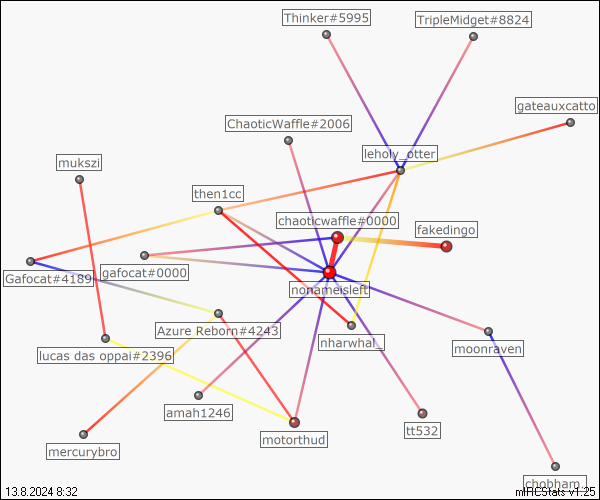 Thinker#5995
TripleMidget#8824
gateauxcatto
ChaoticWaffle#2006
leholy_otter
mukszi
then1cc
chaoticwaffle#0000
fakedingo
Gafocat#4189
gafocat#0000
nonameisleft
Azure Reborn#4243
nharwhal_
moonraven
lucas das oppai#2396
amah1246
tt532
motorthud
mercurybro
chobham_
13.8.2024 8:32
mIRCStats v1.25